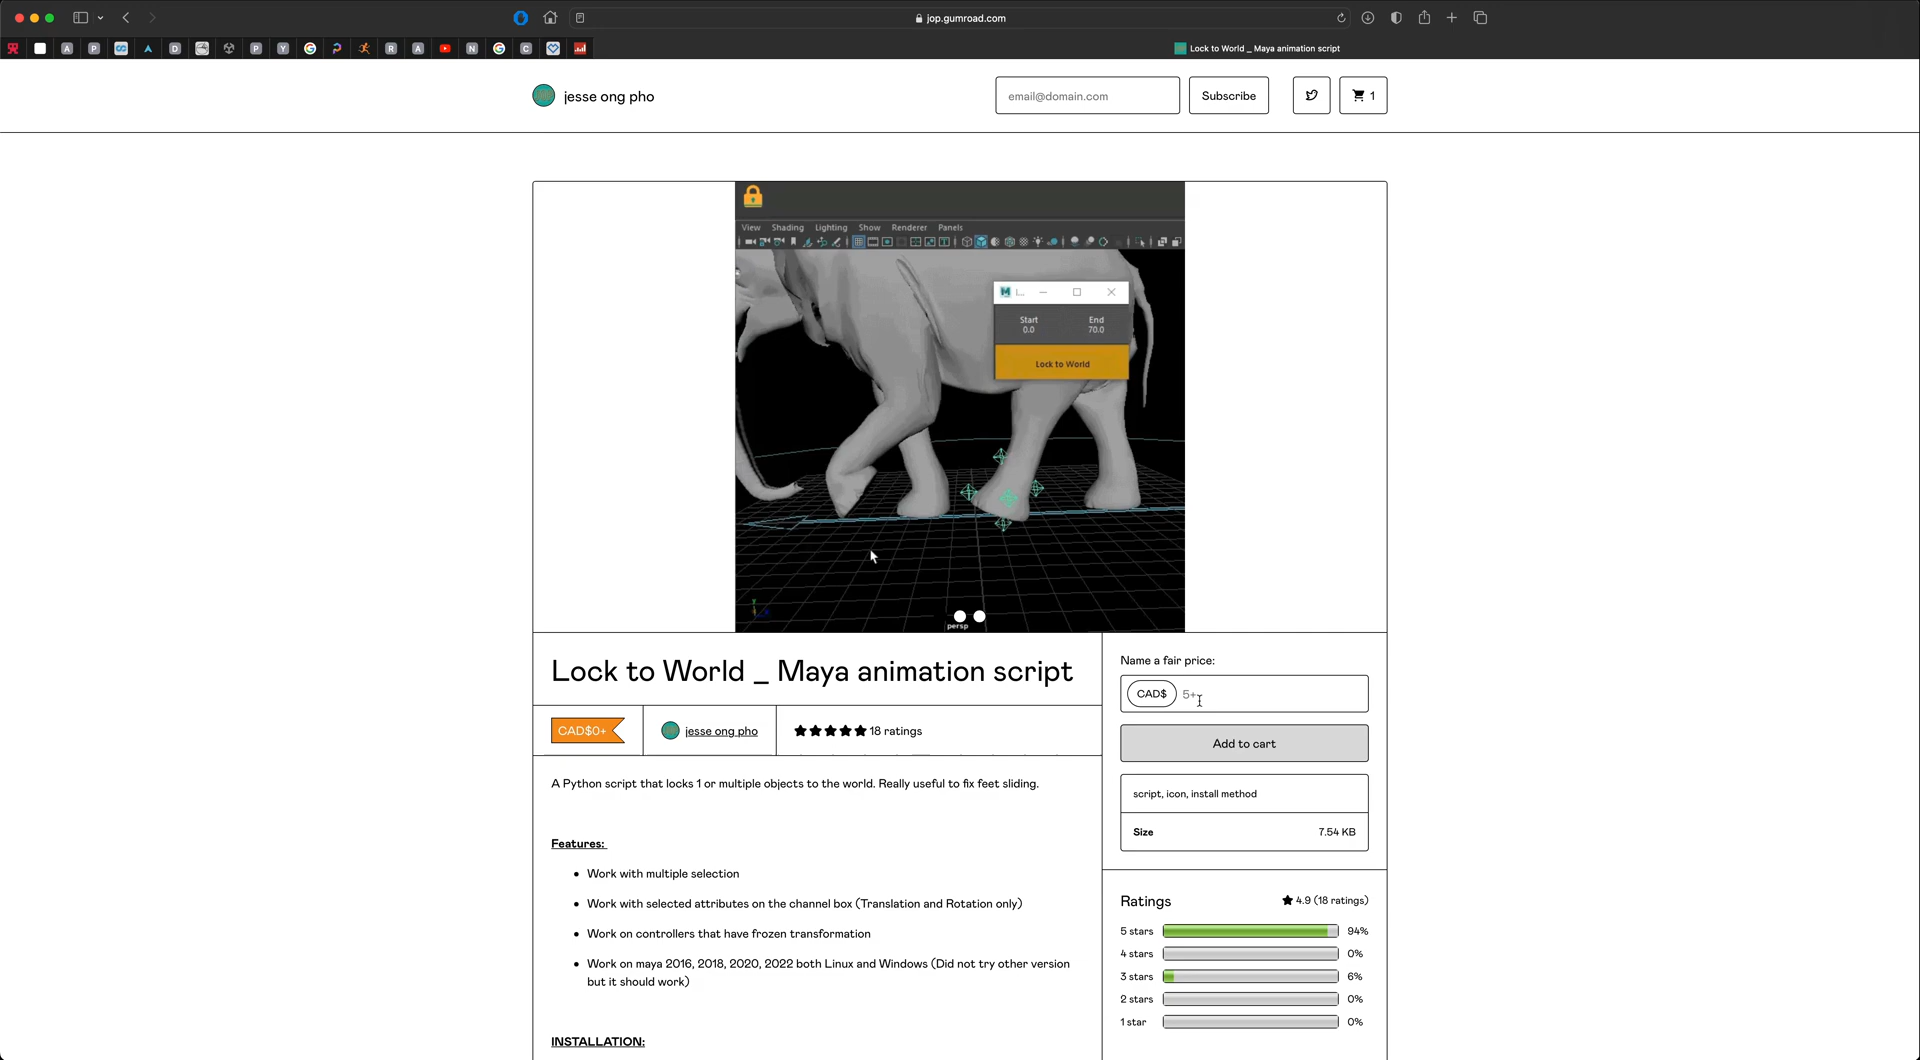 jop.gumroad.com
A
P
D
P
Y
R
A
N
C
Lock to World _ Maya animation script
jesse ong pho
email@domain.com
Subscribe
1
View Shading Lighting Show Renderer Panels
Start
End
0.0
70.0
Lock to World
persp
Lock to World _ Maya animation script
CAD$0+
jesse ong pho
18 ratings
A Python script that locks 1 or multiple objects to the world. Really useful to fix feet sliding.
Features:
• Work with multiple selection
• Work with selected attributes on the channel box (Translation and Rotation only)
• Work on controllers that have frozen transformation
• Work on maya 2016, 2018, 2020, 2022 both Linux and Windows (Did not try other version
but it should work)
INSTALLATION:
Name a fair price:
CAD$ 5+
Add to cart
script, icon, install method
Size 7.54 KB
Ratings 4.9 (18 ratings)
5 stars 94%
4 stars 0%
3 stars 6%
2 stars 0%
1 star 0%